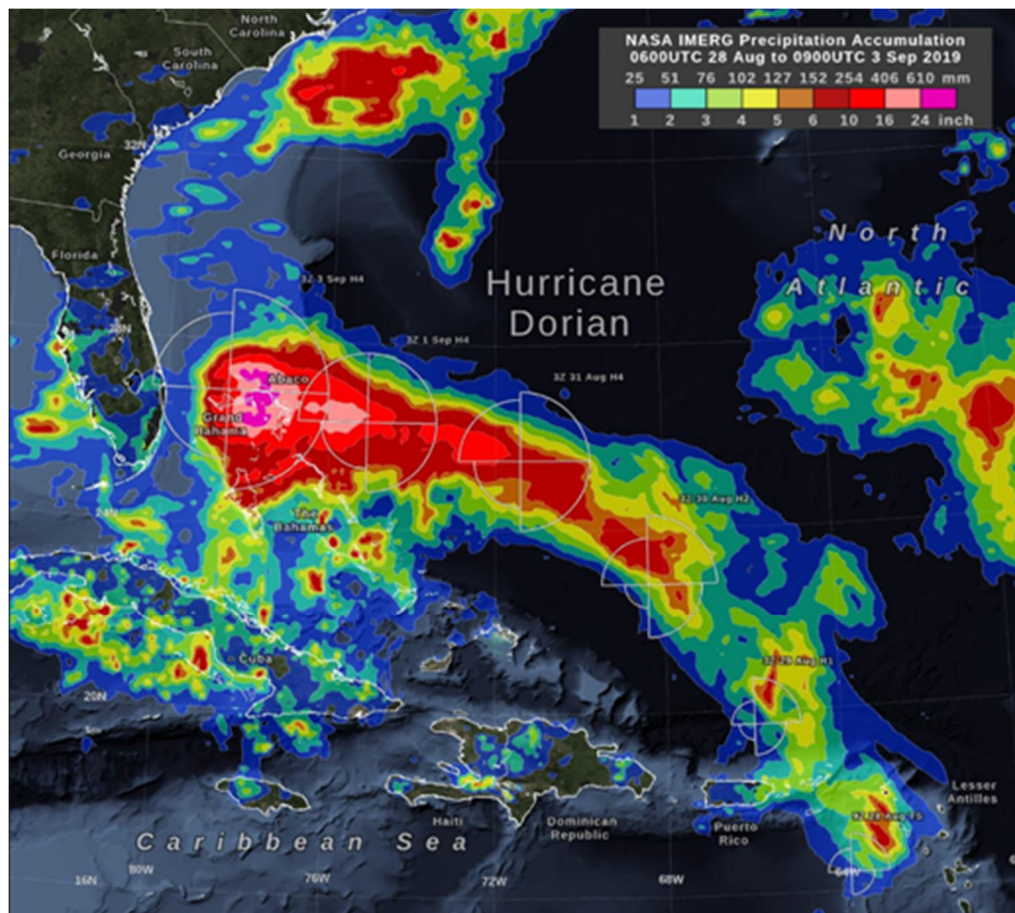 North
Carolina
South
Carolina
NASA IMERG Precipitation Accumulation
0600UTC 28 Aug to 0900UTC 3 Sep 2019
25 51 76 102 127 152 254 406 610 mm
1 2 3 4 5 6 10 16 24 inch
32N
Georgia
North
Atlantic
Florida
3Z 3 Sep H4
Hurricane
Dorian
28N
3Z 1 Sep H4
3Z 31 Aug H4
Abaco
Grand
Bahama
3Z 30 Aug H2
24N
The
Bahamas
Cuba
3Z 29 Aug H1
20N
Lesser
Antilles
Haiti
Dominican
Republic
Puerto
Rico
Caribbean Sea
16N
80W
76W
72W
68W
64W